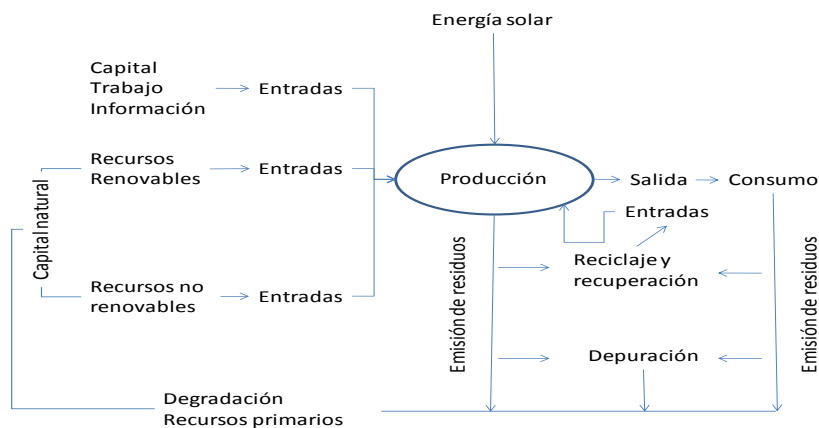 Energía solar
Capital
Trabajo
Información
Entradas
Recursos
Renovables
Entradas
Capital natural
Recursos no
renovables
Entradas
Producción
Salida
Consumo
Entradas
Reciclaje y
recuperación
Emisión de residuos
Emisión de residuos
Depuración
Degradación
Recursos primarios